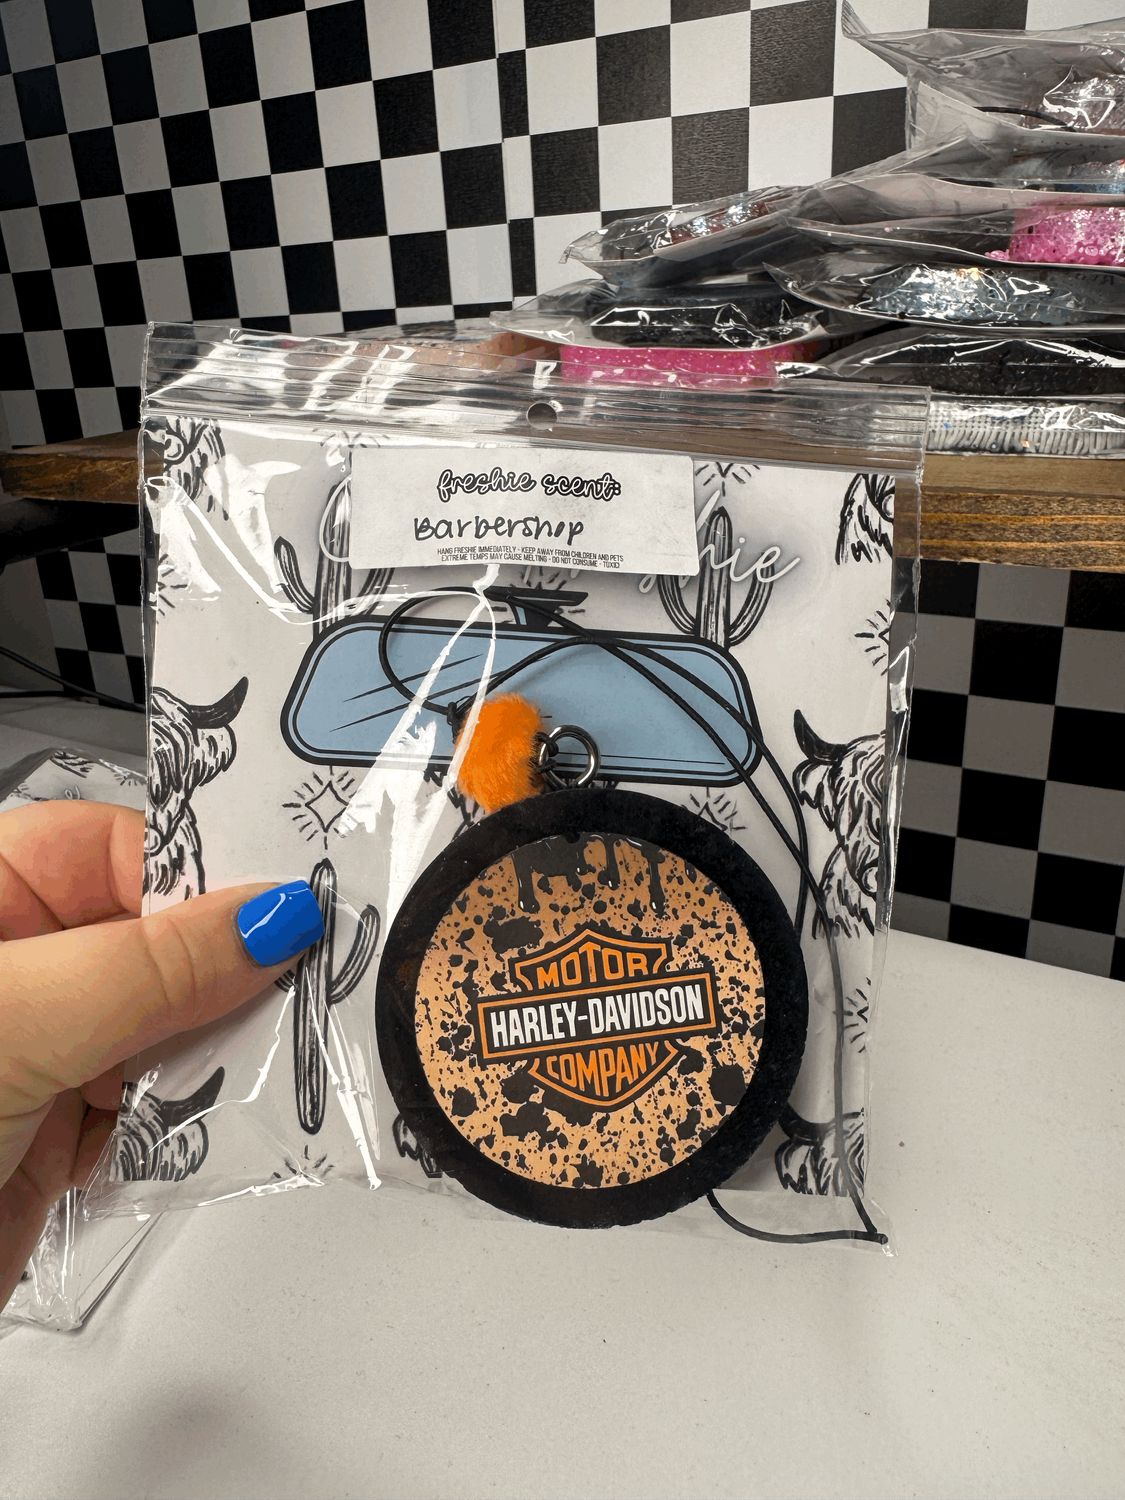 freshie scent:
Barbershop
HANG FRESHIE IMMEDIATELY - KEEP AWAY FROM CHILDREN AND PETS
EXTREME TEMPS MAY CAUSE MELTING - DO NOT CONSUME - TOXIC!
MOTOR
HARLEY-DAVIDSON
COMPANY